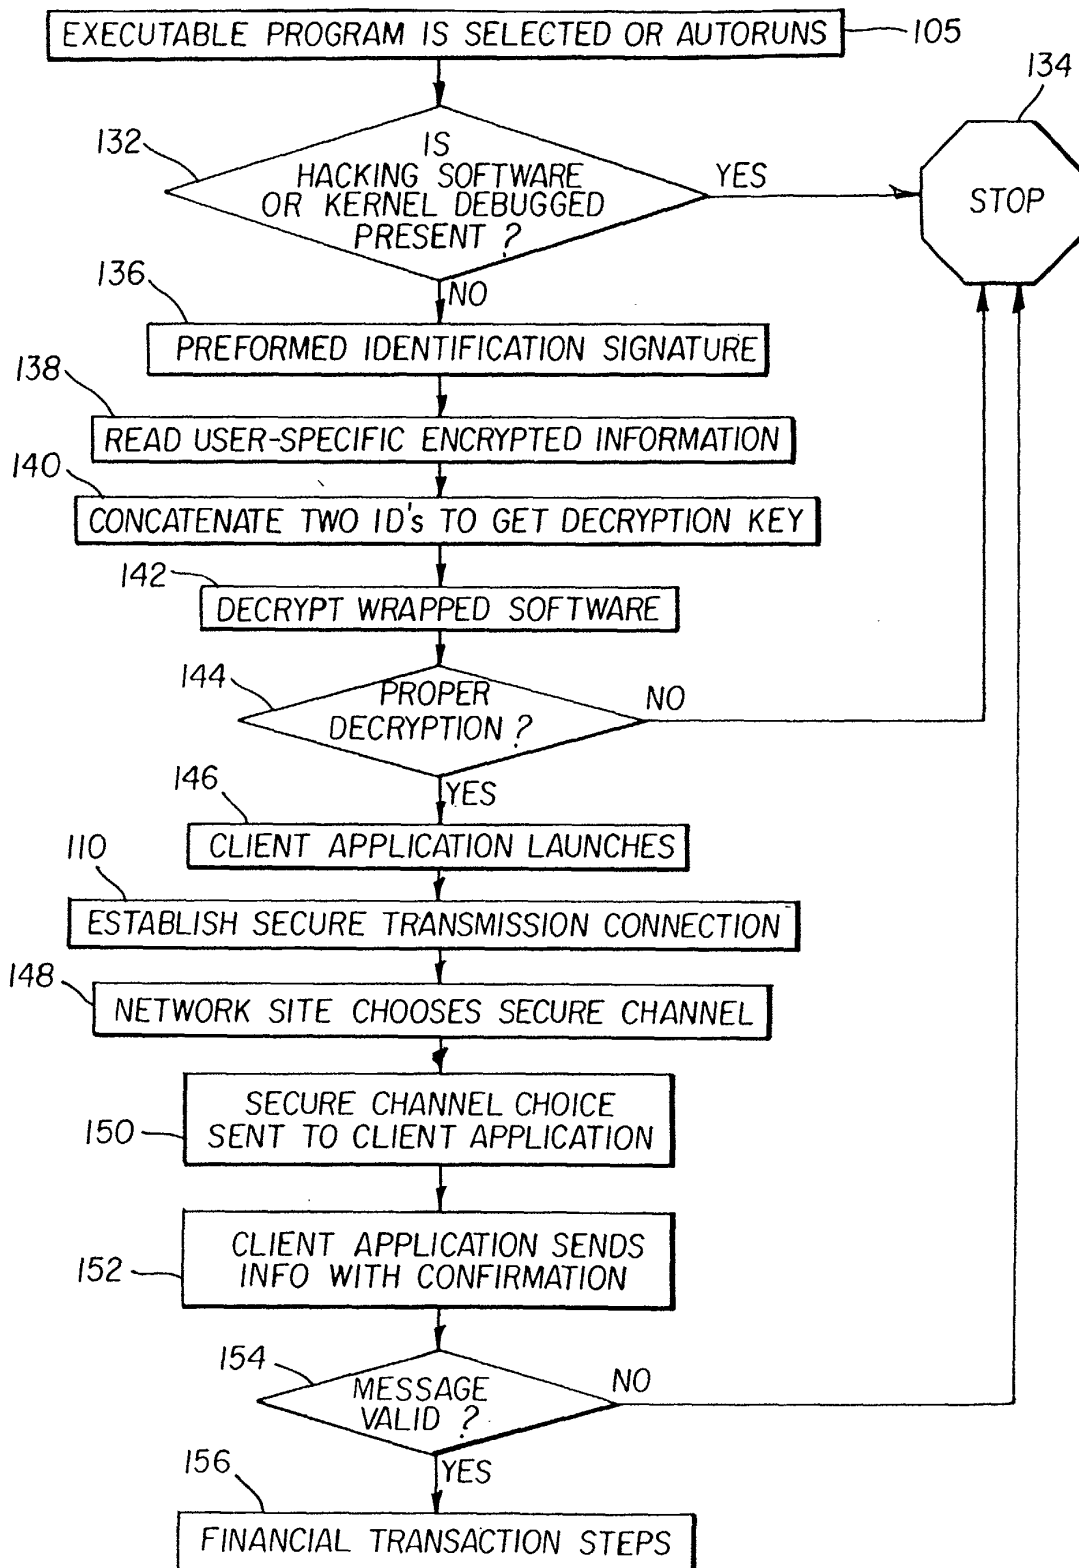 EXECUTABLE PROGRAM IS SELECTED OR AUTORUNS
105
134
132
IS
HACKING SOFTWARE
OR KERNEL DEBUGGED
PRESENT ?
YES
STOP
NO
136
PREFORMED IDENTIFICATION SIGNATURE
138
READ USER-SPECIFIC ENCRYPTED INFORMATION
140
CONCATENATE TWO ID's TO GET DECRYPTION KEY
142
DECRYPT WRAPPED SOFTWARE
144
PROPER
DECRYPTION ?
NO
YES
146
CLIENT APPLICATION LAUNCHES
110
ESTABLISH SECURE TRANSMISSION CONNECTION
148
NETWORK SITE CHOOSES SECURE CHANNEL
150
SECURE CHANNEL CHOICE
SENT TO CLIENT APPLICATION
152
CLIENT APPLICATION SENDS
INFO WITH CONFIRMATION
154
MESSAGE
VALID ?
NO
YES
156
FINANCIAL TRANSACTION STEPS